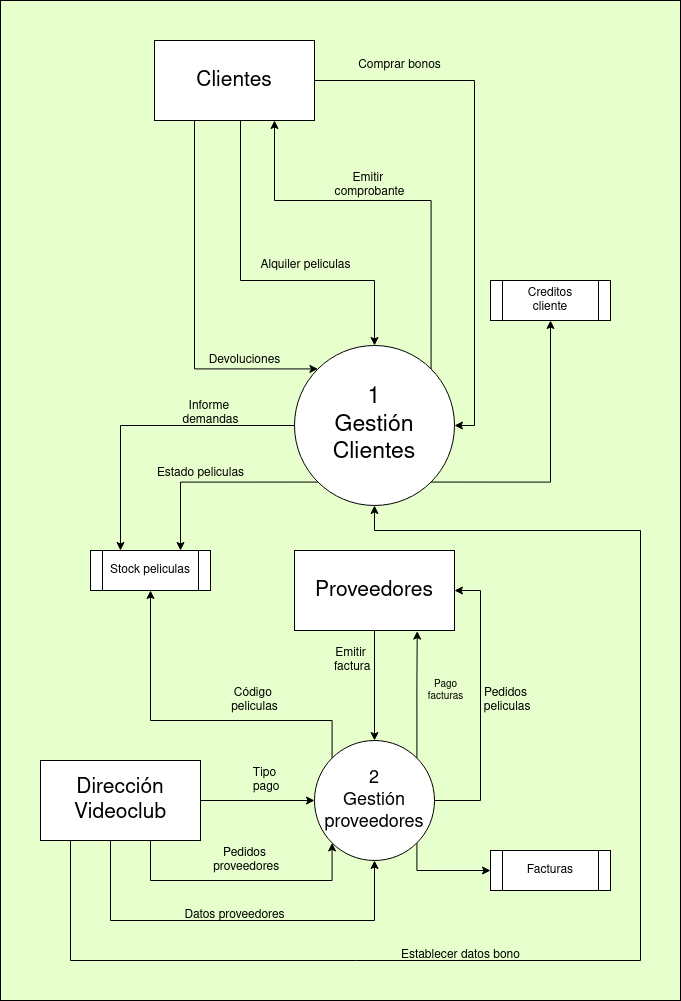 Clientes
Comprar bonos
Emitir
comprobante
Alquiler peliculas
Creditos
cliente
Devoluciones
1
Gestión
Clientes
Informe
demandas
Estado peliculas
Stock peliculas
Proveedores
Emitir
factura
Pago
facturas
Pedidos
peliculas
Código
peliculas
Dirección
Videoclub
Tipo
pago
2
Gestión
proveedores
Pedidos
proveedores
Facturas
Datos proveedores
Establecer datos bono